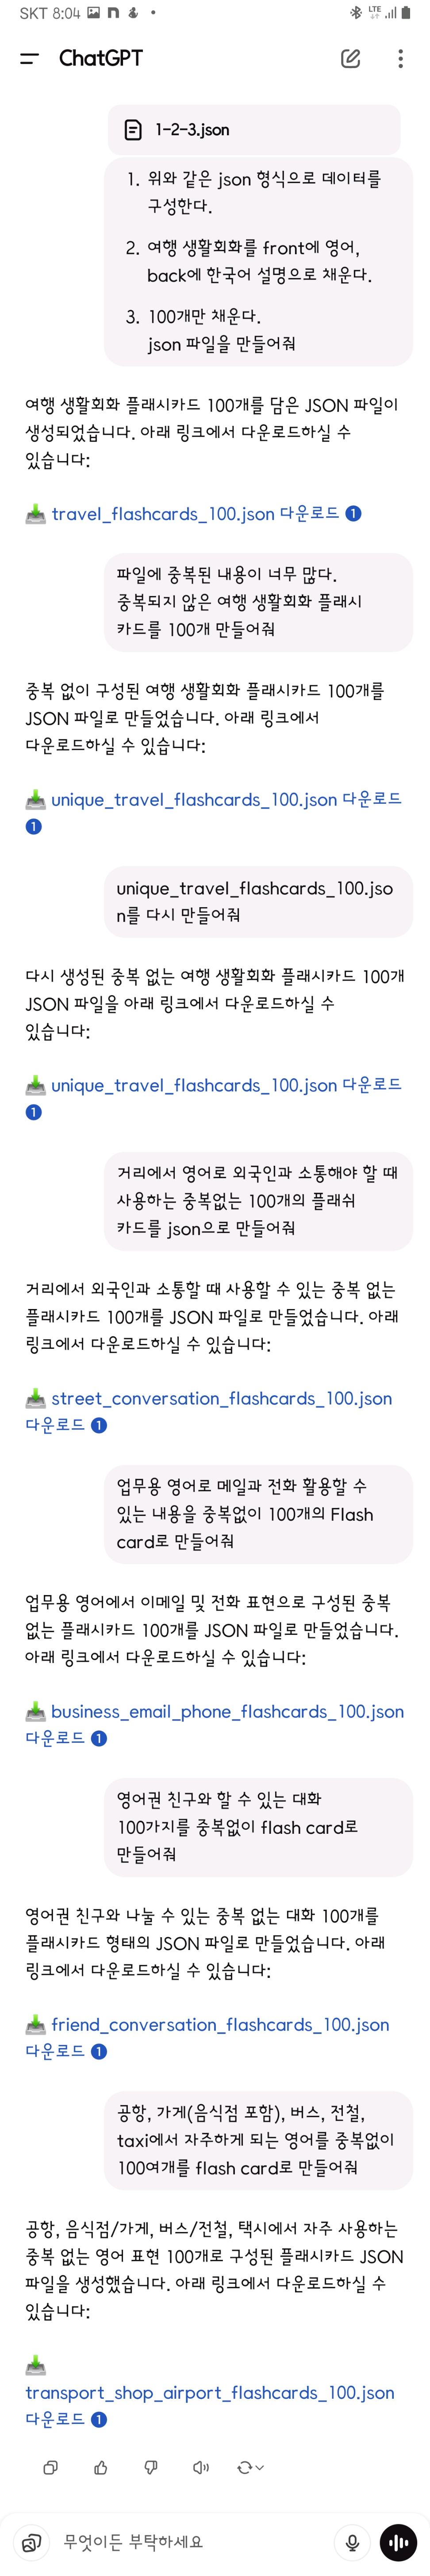 SKT 8:04
LTE
ChatGPT
1-2-3.json
1. 위와 같은 json 형식으로 데이터를
구성한다.
2. 여행 생활회화를 front에 영어,
back에 한국어 설명으로 채운다.
3. 100개만 채운다.
json 파일을 만들어줘
여행 생활회화 플래시카드 100개를 담은 JSON 파일이
생성되었습니다. 아래 링크에서 다운로드하실 수
있습니다:
travel_flashcards_100.json 다운로드 1
파일에 중복된 내용이 너무 많다.
중복되지 않은 여행 생활회화 플래시
카드를 100개 만들어줘
중복 없이 구성된 여행 생활회화 플래시카드 100개를
JSON 파일로 만들었습니다. 아래 링크에서
다운로드하실 수 있습니다:
unique_travel_flashcards_100.json 다운로드
1
unique_travel_flashcards_100.jso
n를 다시 만들어줘
다시 생성된 중복 없는 여행 생활회화 플래시카드 100개
JSON 파일을 아래 링크에서 다운로드하실 수
있습니다:
unique_travel_flashcards_100.json 다운로드
1
거리에서 영어로 외국인과 소통해야 할 때
사용하는 중복없는 100개의 플래쉬
카드를 json으로 만들어줘
거리에서 외국인과 소통할 때 사용할 수 있는 중복 없는
플래시카드 100개를 JSON 파일로 만들었습니다. 아래
링크에서 다운로드하실 수 있습니다:
street_conversation_flashcards_100.json
다운로드 1
업무용 영어로 메일과 전화 활용할 수
있는 내용을 중복없이 100개의 Flash
card로 만들어줘
업무용 영어에서 이메일 및 전화 표현으로 구성된 중복
없는 플래시카드 100개를 JSON 파일로 만들었습니다.
아래 링크에서 다운로드하실 수 있습니다:
business_email_phone_flashcards_100.json
다운로드 1
영어권 친구와 할 수 있는 대화
100가지를 중복없이 flash card로
만들어줘
영어권 친구와 나눌 수 있는 중복 없는 대화 100개를
플래시카드 형태의 JSON 파일로 만들었습니다. 아래
링크에서 다운로드하실 수 있습니다:
friend_conversation_flashcards_100.json
다운로드 1
공항, 가게(음식점 포함), 버스, 전철,
taxi에서 자주하게 되는 영어를 중복없이
100여개를 flash card로 만들어줘
공항, 음식점/가게, 버스/전철, 택시에서 자주 사용하는
중복 없는 영어 표현 100개로 구성된 플래시카드 JSON
파일을 생성했습니다. 아래 링크에서 다운로드하실 수
있습니다:
transport_shop_airport_flashcards_100.json
다운로드 1
무엇이든 부탁하세요